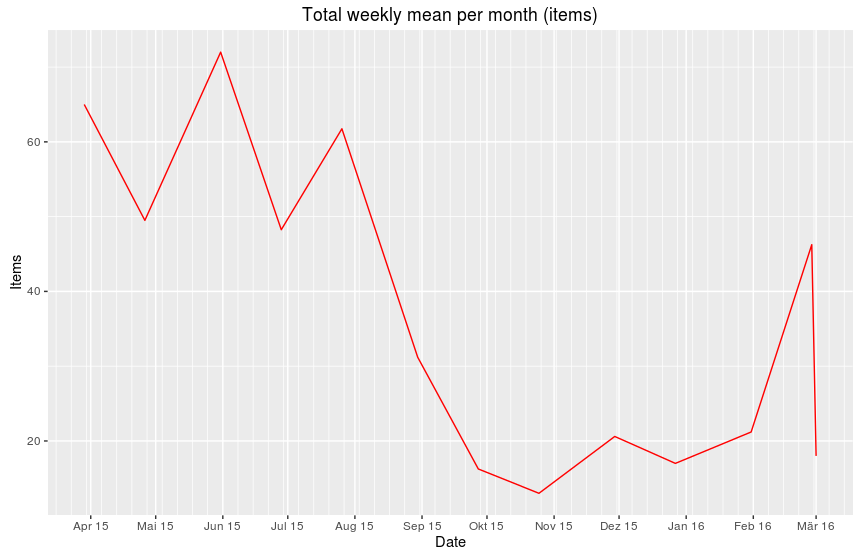 Total weekly mean per month (items)
Items
60
40
20
Apr 15 Mai 15 Jun 15 Jul 15 Aug 15 Sep 15 Okt 15 Nov 15 Dez 15 Jan 16 Feb 16 Mär 16
Date